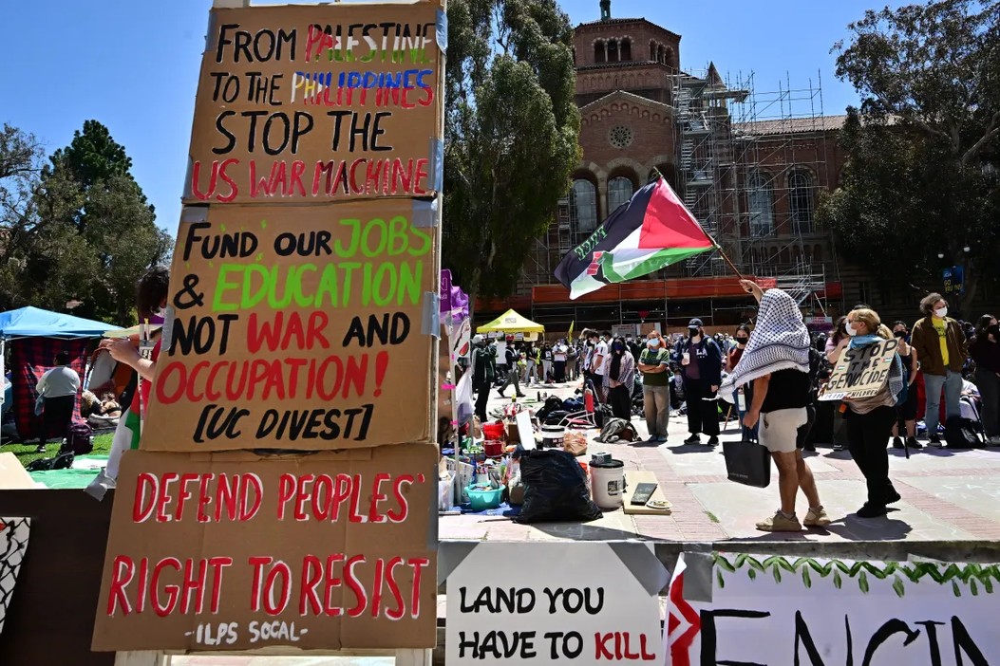 FROM PALESTINE
TO THE PHILIPPINES
STOP THE
US WAR MACHINE
FUND OUR JOBS
& EDUCATION
NOT WAR AND
OCCUPATION!
[UC DIVEST]
DEFEND PEOPLES'
RIGHT TO RESIST
-ILPS SOCAL-
STOP
THE
GENOCIDE
LAND YOU
HAVE TO KILL